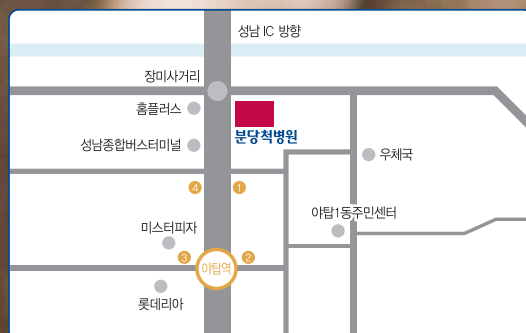 성남 IC 방향
장미사거리
홈플러스
분당척병원
성남종합버스터미널
우체국
4
1
야탑1동주민센터
미스터피자
3
2
야탑역
롯데리아